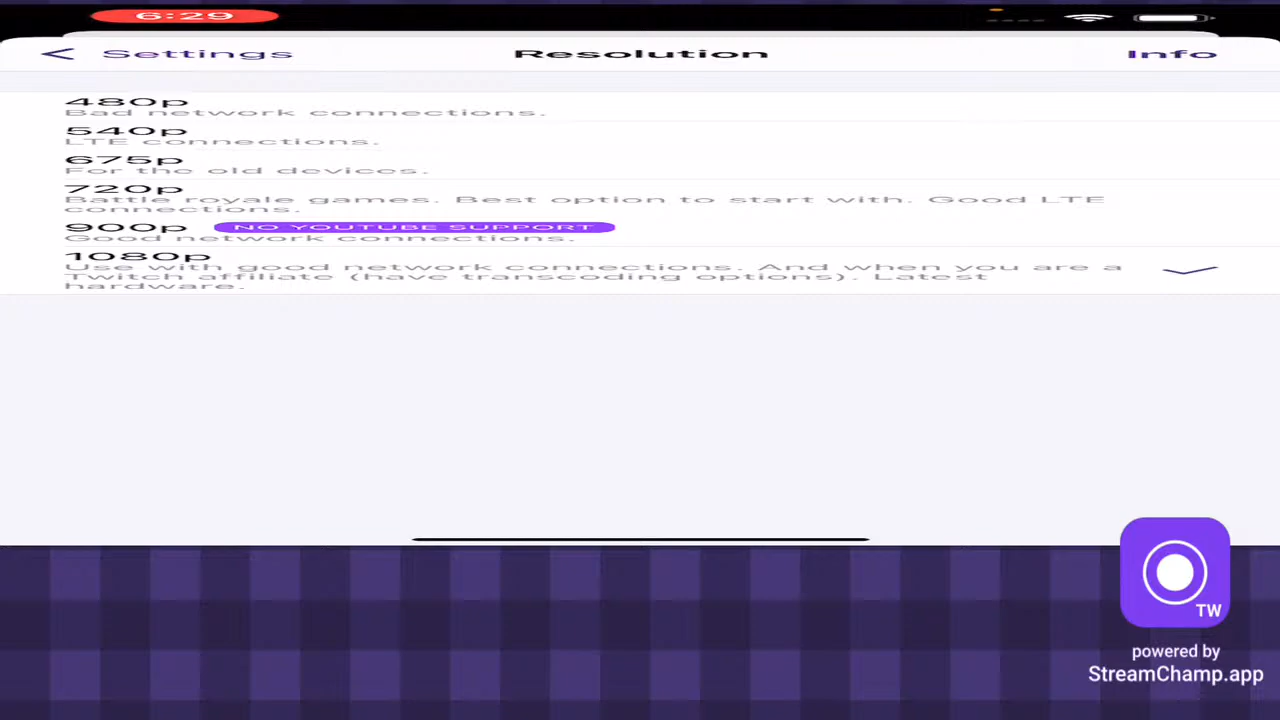 6:29
Settings
Resolution
Info
480p
Bad network connections.
540p
LTE connections.
675p
For the old devices.
720p
Battle royale games. Best option to start with. Good LTE
connections.
900p NO YOUTUBE SUPPORT
Good network connections.
1080p
Use with good network connections. And when you are a
Twitch affiliate (have transcoding options). Latest
hardware.
TW
powered by
StreamChamp.app